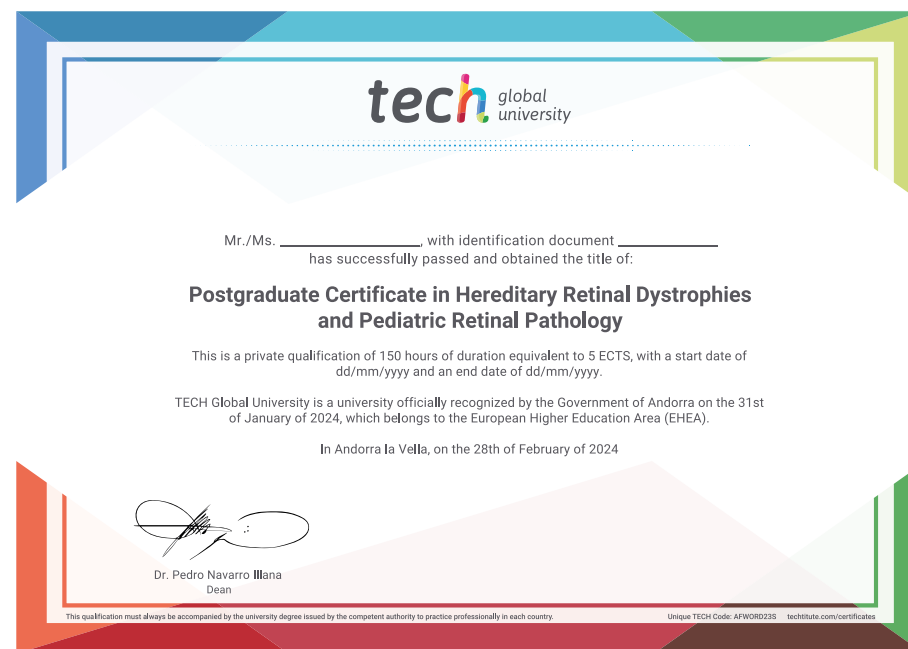 tech global university
Mr./Ms. ____________, with identification document ____________
has successfully passed and obtained the title of:
Postgraduate Certificate in Hereditary Retinal Dystrophies
and Pediatric Retinal Pathology
This is a private qualification of 150 hours of duration equivalent to 5 ECTS, with a start date of
dd/mm/yyyy and an end date of dd/mm/yyyy.
TECH Global University is a university officially recognized by the Government of Andorra on the 31st
of January of 2024, which belongs to the European Higher Education Area (EHEA).
In Andorra la Vella, on the 28th of February of 2024
Dr. Pedro Navarro Illana
Dean
This qualification must always be accompanied by the university degree issued by the competent authority to practice professionally in each country.
Unique TECH Code: AFWORD23S techtitute.com/certificates